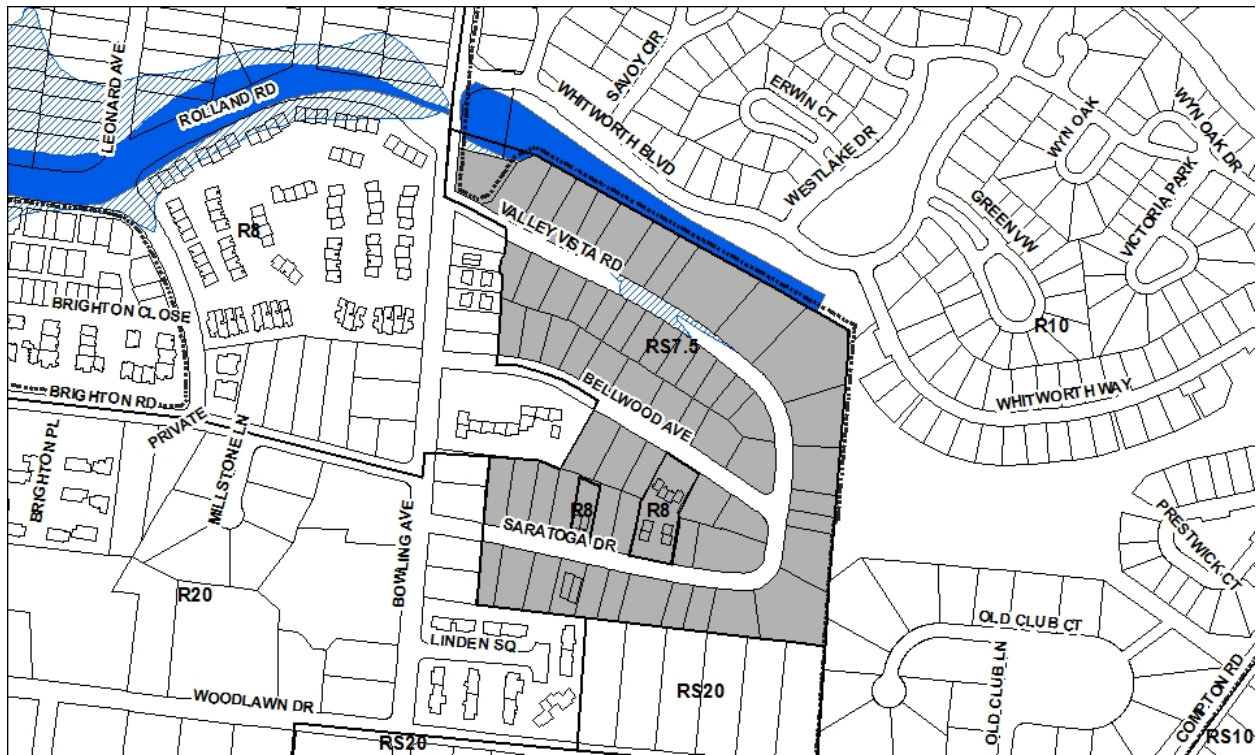 LEONARD AVE
ROLLAND RD
SAVOY CIR
WHITWORTH BLVD
ERWIN CT
WESTLAKE DR
WYN OAK
WYN OAK DR
VICTORIA PARK
GREEN VW
VALLEY VISTA RD
R8
BRIGHTON CLOSE
R10
RS7.5
BELLWOOD AVE
WHITWORTH WAY
BRIGHTON RD
PRIVATE
BRIGHTON PL
MILLSTONE LN
BOWLING AVE
R8
R8
SARATOGA DR
PRESTWICK CT
R20
LINDEN SQ
OLD CLUB CT
OLD CLUB LN
COMPTON RD
RS20
WOODLAWN DR
RS20
RS10